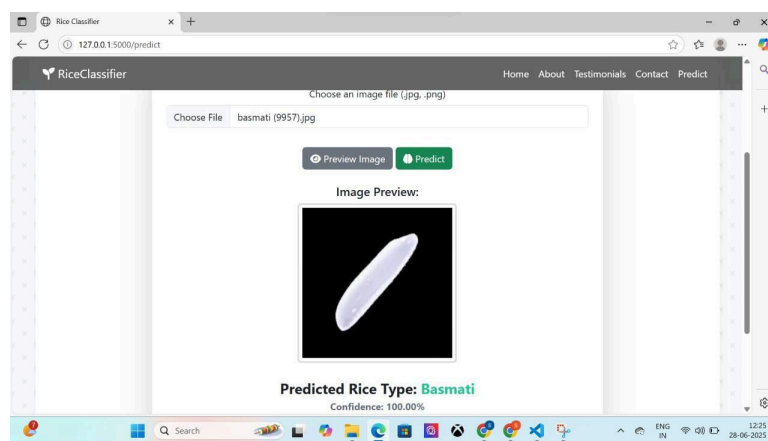 Rice Classifier
127.0.0.1:5000/predict
RiceClassifier Home About Testimonials Contact Predict
Choose an image file (.jpg, .png)
Choose File basmati (9957).jpg
Preview Image Predict
Image Preview:
Predicted Rice Type: Basmati
Confidence: 100.00%
Search
ENG
IN
12:25
28-06-2025